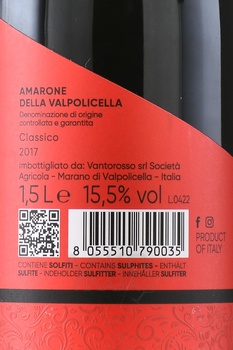 AMARONE
DELLA VALPOLICELLA
Denominazione di origine
controllata e garantita
Classico
2017
Imbottigliato da: Vantorosso srl Società
Agricola - Marano di Valpolicella - Italia
1,5 L e 15,5% vol L.0422
8 055510 790035
PRODUCT
OF ITALY
CONTIENE SOLFITI - CONTAINS SULPHITES - ENTHÄLT
SULFITE - INDEHOLDER SULFITTER - INNEHÅLLER SULFITER